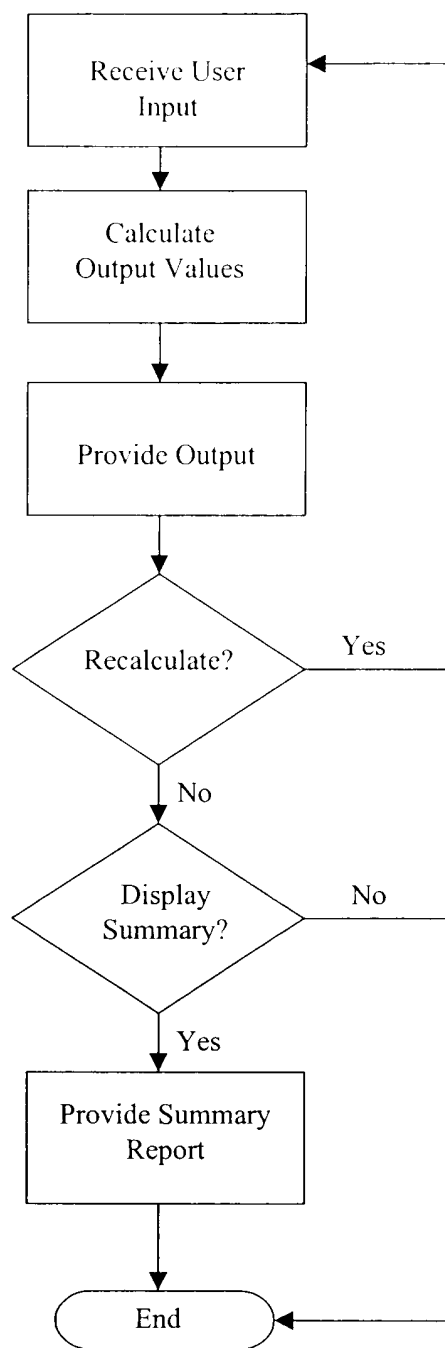 Receive User
Input
Calculate
Output Values
Provide Output
Recalculate?
Yes
No
Display
Summary?
No
Yes
Provide Summary
Report
End